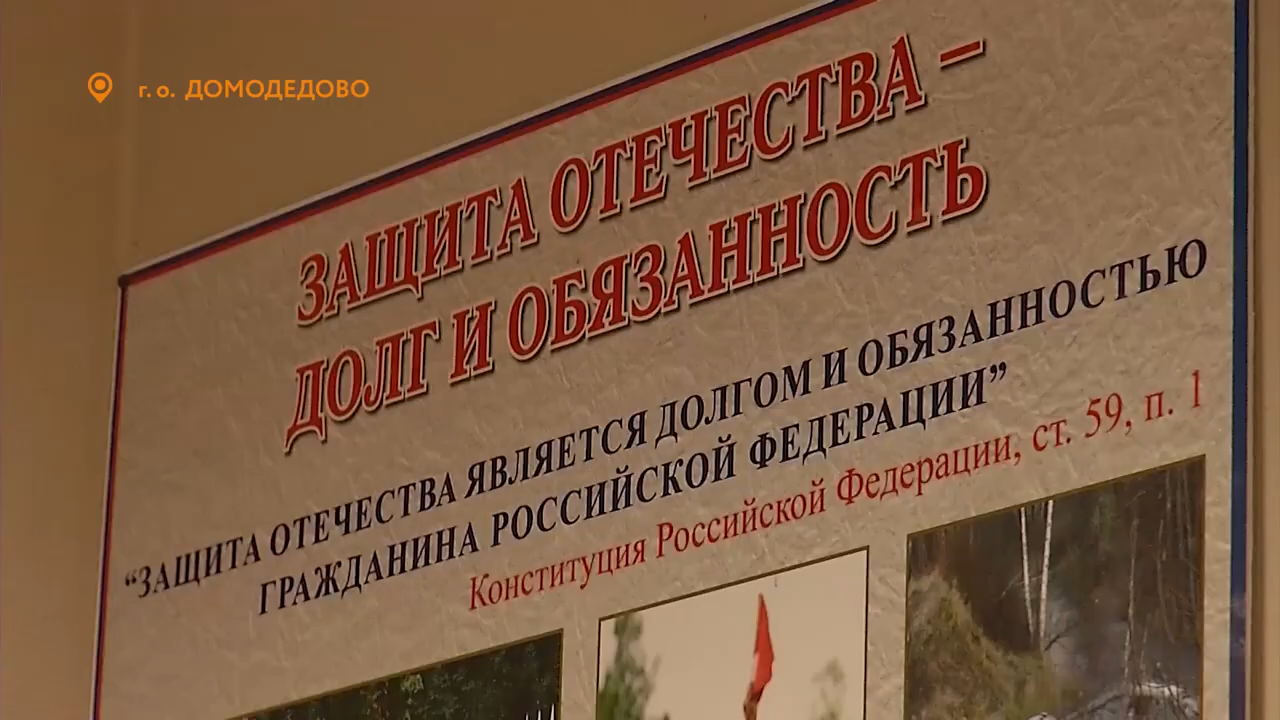 г. о. ДОМОДЕДОВО
ЗАЩИТА ОТЕЧЕСТВА –
ДОЛГ И ОБЯЗАННОСТЬ
“ЗАЩИТА ОТЕЧЕСТВА ЯВЛЯЕТСЯ ДОЛГОМ И ОБЯЗАННОСТЬЮ
ГРАЖДАНИНА РОССИЙСКОЙ ФЕДЕРАЦИИ”
Конституция Российской Федерации, ст. 59, п. 1